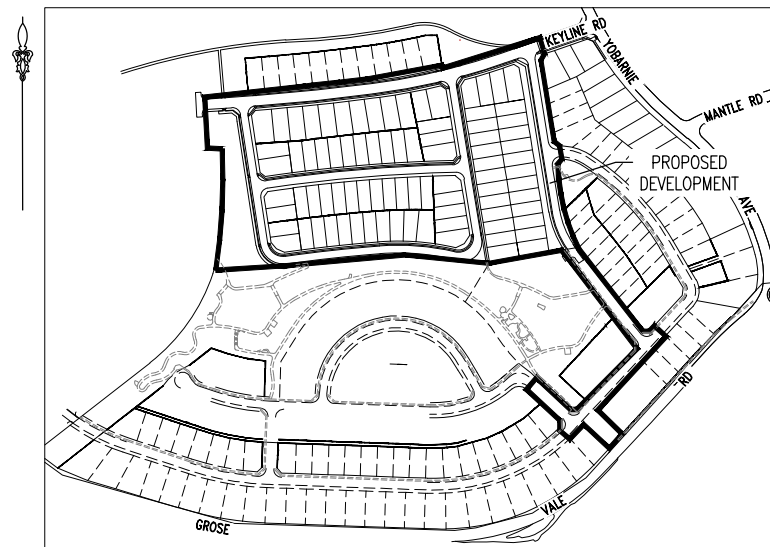 KEYLINE RD
YOBARNIE
MANTLE RD
PROPOSED
DEVELOPMENT
AVE
RD
VALE
GROSE